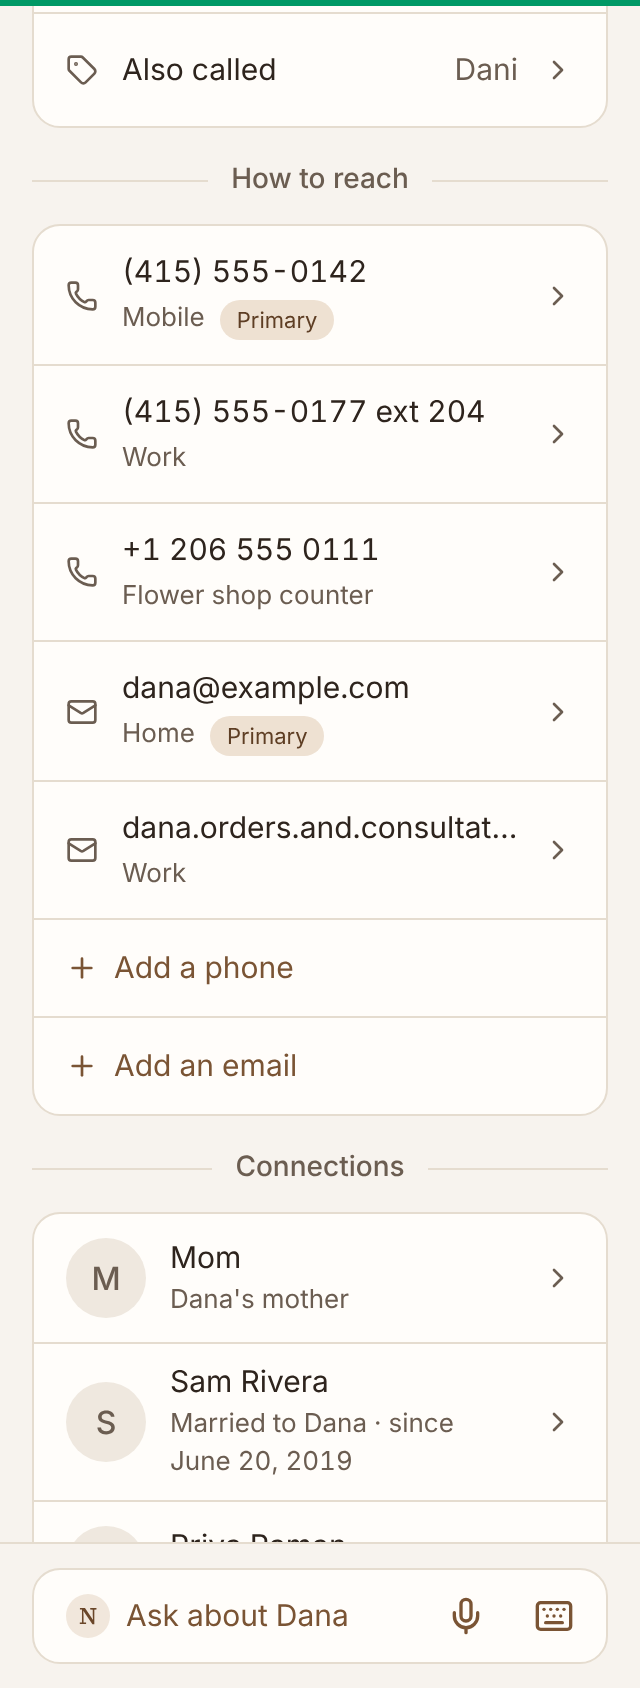 Also called
Dani
How to reach
(415) 555-0142
Mobile
Primary
(415) 555-0177 ext 204
Work
+1 206 555 0111
Flower shop counter
dana@example.com
Home
Primary
dana.orders.and.consultat...
Work
Add a phone
Add an email
Connections
M
Mom
Dana's mother
S
Sam Rivera
Married to Dana · since
June 20, 2019
N
Ask about Dana